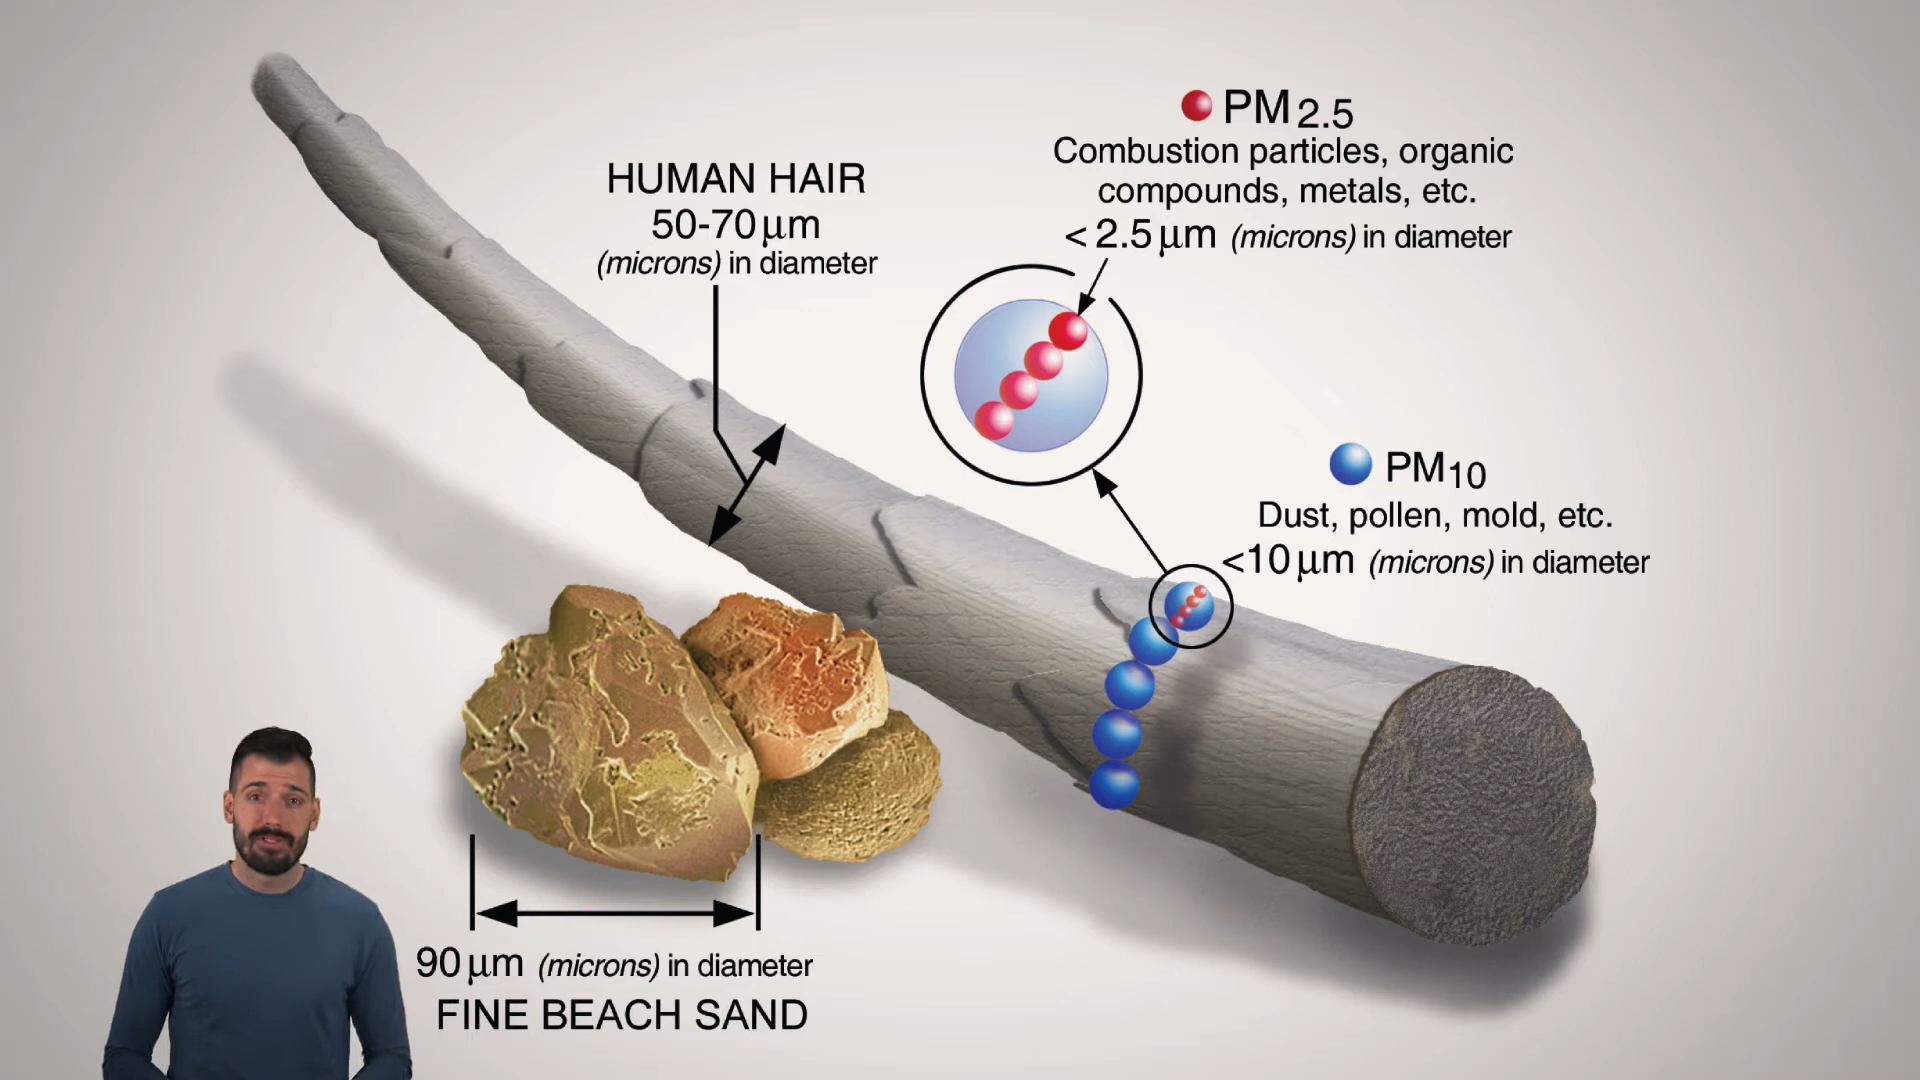 HUMAN HAIR
50-70 μm
(microns) in diameter
PM 2.5
Combustion particles, organic
compounds, metals, etc.
< 2.5 μm (microns) in diameter
PM10
Dust, pollen, mold, etc.
<10 μm (microns) in diameter
90 μm (microns) in diameter
FINE BEACH SAND